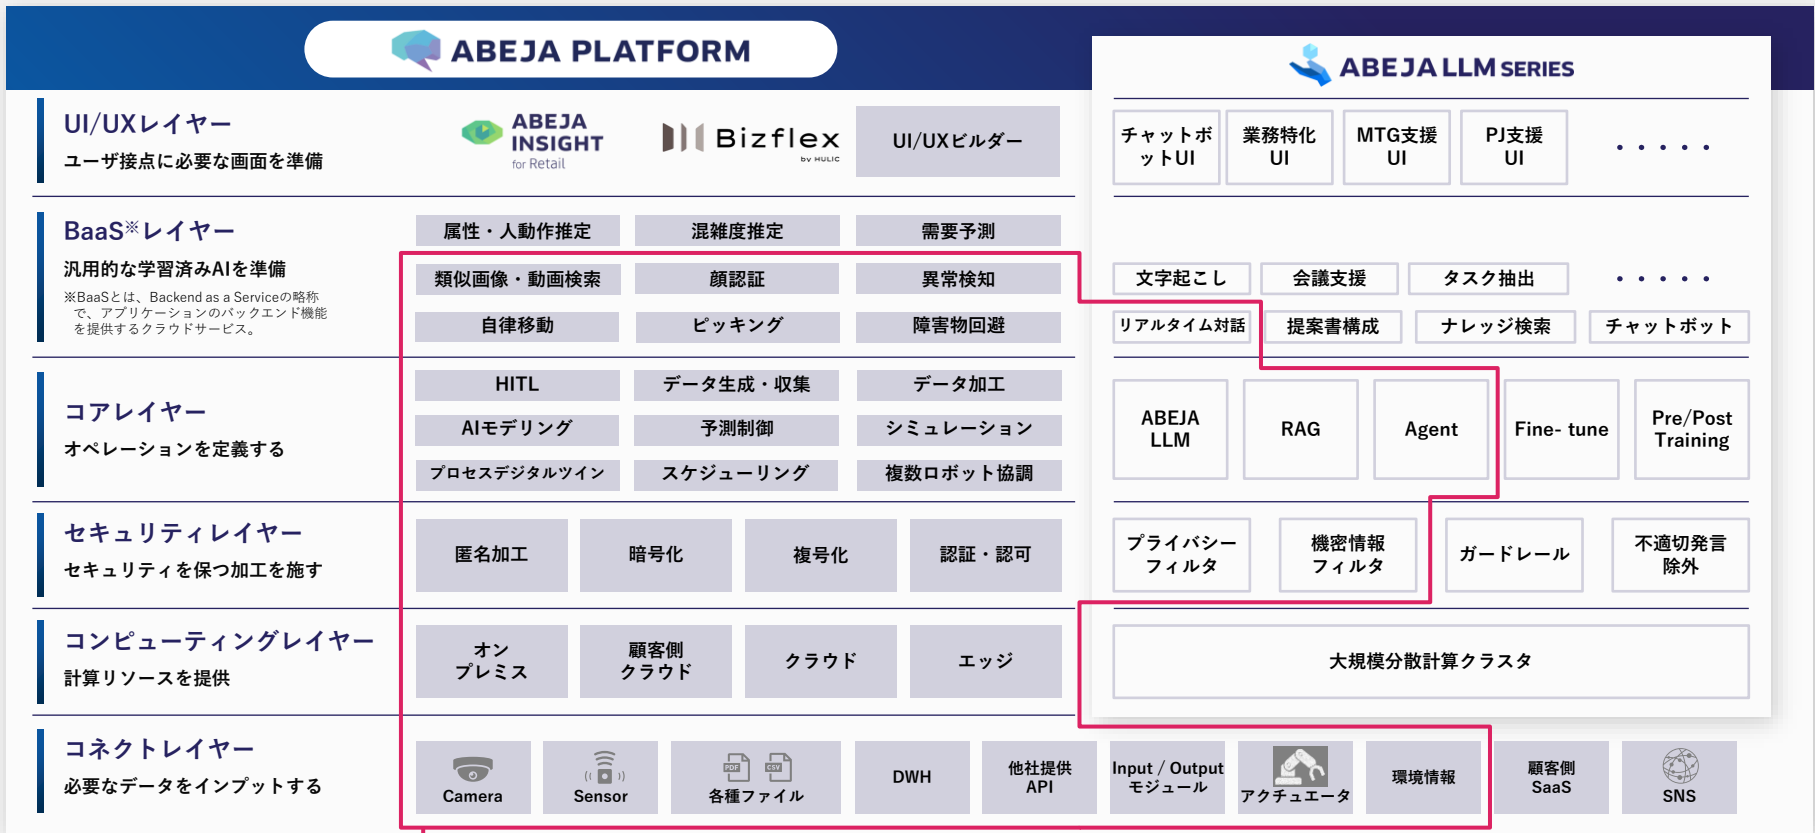 ABEJA PLATFORM
ABEJA LLM SERIES
UI/UXレイヤー
ユーザ接点に必要な画面を準備
ABEJA
INSIGHT
for Retail
Bizflex
by HULIC
UI/UXビルダー
チャットボ
ットUI
業務特化
UI
MTG支援
UI
PJ支援
UI
・・・・・
BaaS※レイヤー
汎用的な学習済みAIを準備
※BaaSとは、Backend as a Serviceの略称
で、アプリケーションのバックエンド機能
を提供するクラウドサービス。
属性・人動作推定
混雑度推定
需要予測
類似画像・動画検索
顔認証
異常検知
自律移動
ピッキング
障害物回避
文字起こし
会議支援
タスク抽出
・・・・・
リアルタイム対話
提案書構成
ナレッジ検索
チャットボット
コアレイヤー
オペレーションを定義する
HITL
データ生成・収集
データ加工
AIモデリング
予測制御
シミュレーション
プロセスデジタルツイン
スケジューリング
複数ロボット協調
ABEJA
LLM
RAG
Agent
Fine- tune
Pre/Post
Training
セキュリティレイヤー
セキュリティを保つ加工を施す
匿名加工
暗号化
複号化
認証・認可
プライバシー
フィルタ
機密情報
フィルタ
ガードレール
不適切発言
除外
コンピューティングレイヤー
計算リソースを提供
オン
プレミス
顧客側
クラウド
クラウド
エッジ
大規模分散計算クラスタ
コネクトレイヤー
必要なデータをインプットする
Camera
Sensor
PDF
CSV
各種ファイル
DWH
他社提供
API
Input / Output
モジュール
アクチュエータ
環境情報
顧客側
SaaS
SNS